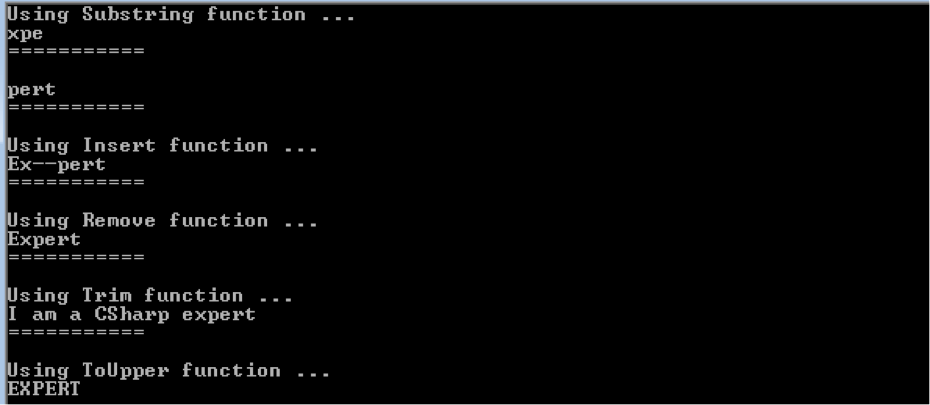 Using Substring function ...
xpe
===========
pert
===========
Using Insert function ...
Ex--pert
===========
Using Remove function ...
Expert
===========
Using Trim function ...
I am a CSharp expert
===========
Using ToUpper function ...
EXPERT